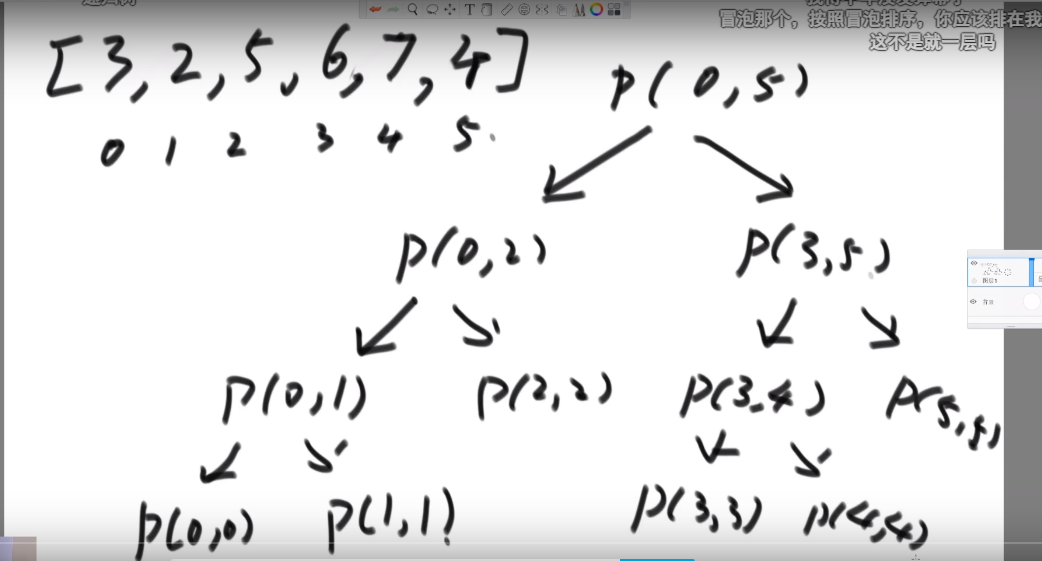 冒泡那个，按照冒泡排序，你应该排在我
这不是就一层吗
[3, 2, 5, 6, 7, 4]
0 1 2 3 4 5
p(0,5)
p(0,2) p(3,5)
p(0,1) p(2,2) p(3,4) p(5,5)
p(0,0) p(1,1) p(3,3) p(4,4)
图层1